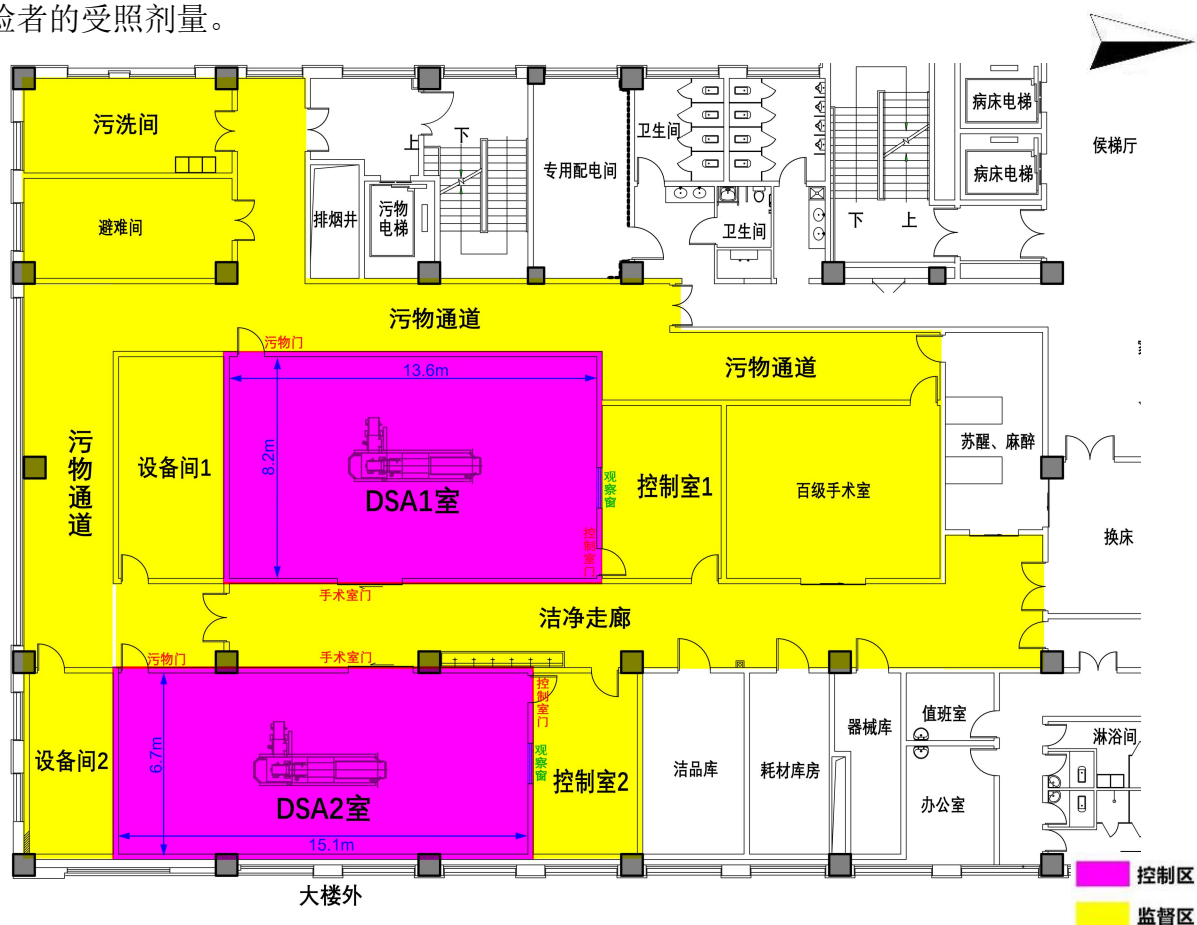 验者的受照剂量。
污洗间
避难间
排烟井
污物
电梯
上
下
专用配电间
卫生间
卫生间
下
上
病床电梯
病床电梯
侯梯厅
污物通道
污物门
13.6m
8.2m
污物通道
污物通道
设备间1
DSA1室
观察窗
控制室门
控制室1
百级手术室
苏醒、麻醉
换床
手术室门
洁净走廊
污物门
手术室门
控制室门
观察窗
设备间2
6.7m
DSA2室
15.1m
控制室2
洁品库
耗材库房
器械库
值班室
办公室
淋浴间
大楼外
控制区
监督区